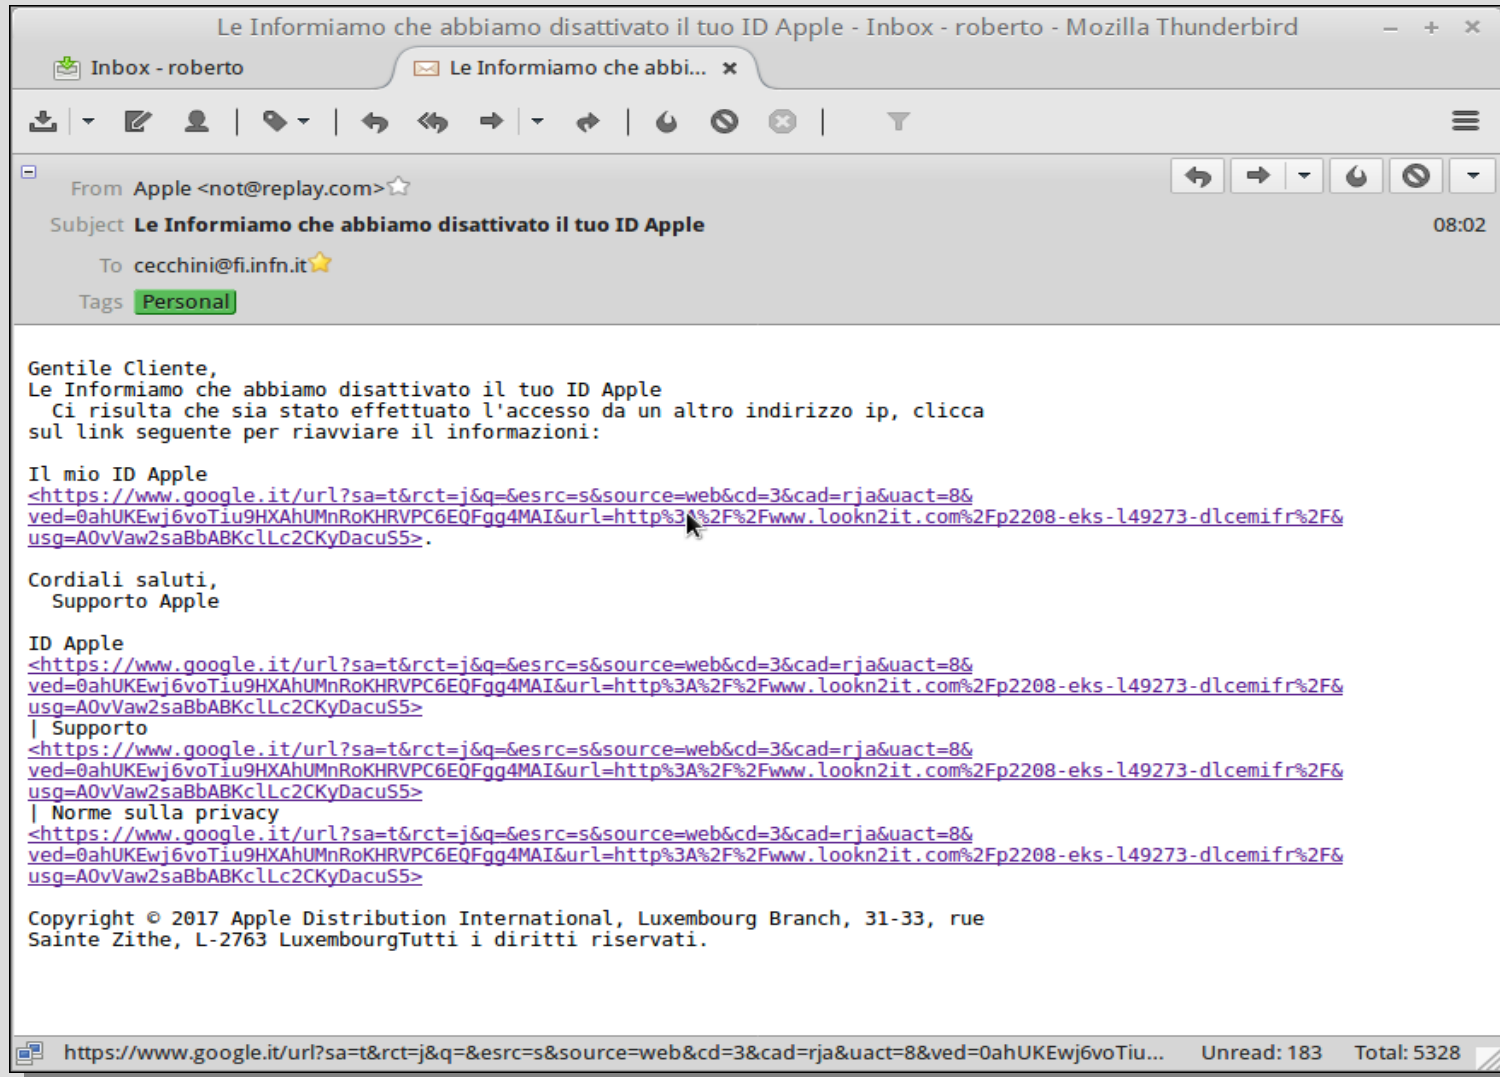 Le Informiamo che abbiamo disattivato il tuo ID Apple - Inbox - roberto - Mozilla Thunderbird
Inbox - roberto
Le Informiamo che abbi...
From Apple <not@replay.com>
Subject Le Informiamo che abbiamo disattivato il tuo ID Apple 08:02
To cecchini@fi.infn.it
Tags Personal
Gentile Cliente,
Le Informiamo che abbiamo disattivato il tuo ID Apple
Ci risulta che sia stato effettuato l'accesso da un altro indirizzo ip, clicca
sul link seguente per riavviare il informazioni:
Il mio ID Apple
<https://www.google.it/url?sa=t&rct=j&q=&esrc=s&source=web&cd=3&cad=rja&uact=8&
ved=0ahUKEwj6voTiu9HXAhUMnRoKHRVPC6EQFgg4MAI&url=http%3A%2F%2Fwww.lookn2it.com%2Fp2208-eks-l49273-dlcemifr%2F&
usg=AOvVaw2saBbABKclLc2CKyDacuS5>.
Cordiali saluti,
Supporto Apple
ID Apple
<https://www.google.it/url?sa=t&rct=j&q=&esrc=s&source=web&cd=3&cad=rja&uact=8&
ved=0ahUKEwj6voTiu9HXAhUMnRoKHRVPC6EQFgg4MAI&url=http%3A%2F%2Fwww.lookn2it.com%2Fp2208-eks-l49273-dlcemifr%2F&
usg=AOvVaw2saBbABKclLc2CKyDacuS5>
| Supporto
<https://www.google.it/url?sa=t&rct=j&q=&esrc=s&source=web&cd=3&cad=rja&uact=8&
ved=0ahUKEwj6voTiu9HXAhUMnRoKHRVPC6EQFgg4MAI&url=http%3A%2F%2Fwww.lookn2it.com%2Fp2208-eks-l49273-dlcemifr%2F&
usg=AOvVaw2saBbABKclLc2CKyDacuS5>
| Norme sulla privacy
<https://www.google.it/url?sa=t&rct=j&q=&esrc=s&source=web&cd=3&cad=rja&uact=8&
ved=0ahUKEwj6voTiu9HXAhUMnRoKHRVPC6EQFgg4MAI&url=http%3A%2F%2Fwww.lookn2it.com%2Fp2208-eks-l49273-dlcemifr%2F&
usg=AOvVaw2saBbABKclLc2CKyDacuS5>
Copyright © 2017 Apple Distribution International, Luxembourg Branch, 31-33, rue
Sainte Zithe, L-2763 LuxembourgTutti i diritti riservati.
https://www.google.it/url?sa=t&rct=j&q=&esrc=s&source=web&cd=3&cad=rja&uact=8&ved=0ahUKEwj6voTiu... Unread: 183 Total: 5328